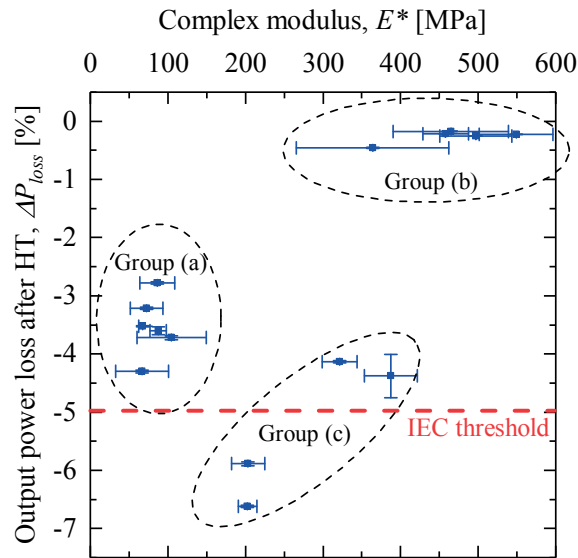 Complex modulus, E* [MPa]
0 100 200 300 400 500 600
Output power loss after HT, ΔP_loss [%]
0
-1
-2
-3
-4
-5
-6
-7
Group (b)
Group (a)
Group (c)
IEC threshold